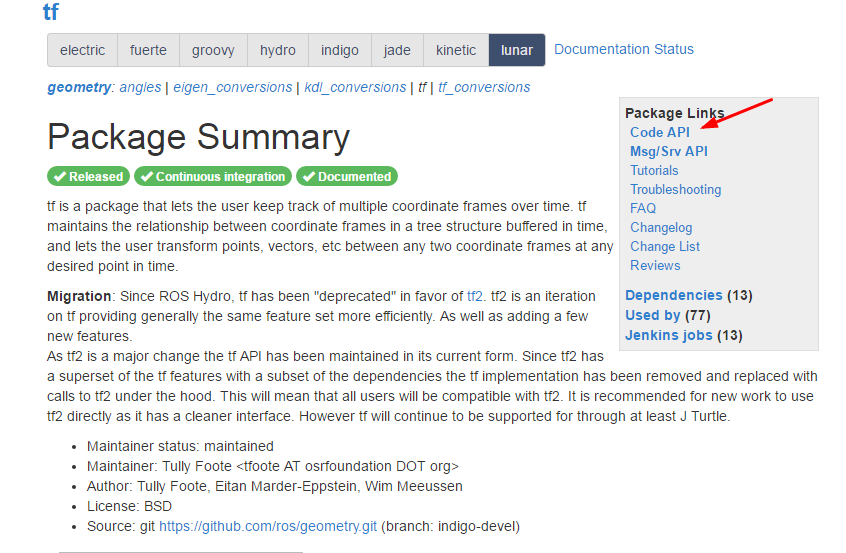 tf
electric fuerte groovy hydro indigo jade kinetic lunar Documentation Status
geometry: angles | eigen_conversions | kdl_conversions | tf | tf_conversions
Package Summary
Released Continuous integration Documented
tf is a package that lets the user keep track of multiple coordinate frames over time. tf
maintains the relationship between coordinate frames in a tree structure buffered in time,
and lets the user transform points, vectors, etc between any two coordinate frames at any
desired point in time.
Migration: Since ROS Hydro, tf has been "deprecated" in favor of tf2. tf2 is an iteration
on tf providing generally the same feature set more efficiently. As well as adding a few
new features.
As tf2 is a major change the tf API has been maintained in its current form. Since tf2 has
a superset of the tf features with a subset of the dependencies the tf implementation has been removed and replaced with
calls to tf2 under the hood. This will mean that all users will be compatible with tf2. It is recommended for new work to use
tf2 directly as it has a cleaner interface. However tf will continue to be supported for through at least J Turtle.
Maintainer status: maintained
Maintainer: Tully Foote <tfoote AT osrfoundation DOT org>
Author: Tully Foote, Eitan Marder-Eppstein, Wim Meeussen
License: BSD
Source: git https://github.com/ros/geometry.git (branch: indigo-devel)
Package Links
Code API
Msg/Srv API
Tutorials
Troubleshooting
FAQ
Changelog
Change List
Reviews
Dependencies (13)
Used by (77)
Jenkins jobs (13)